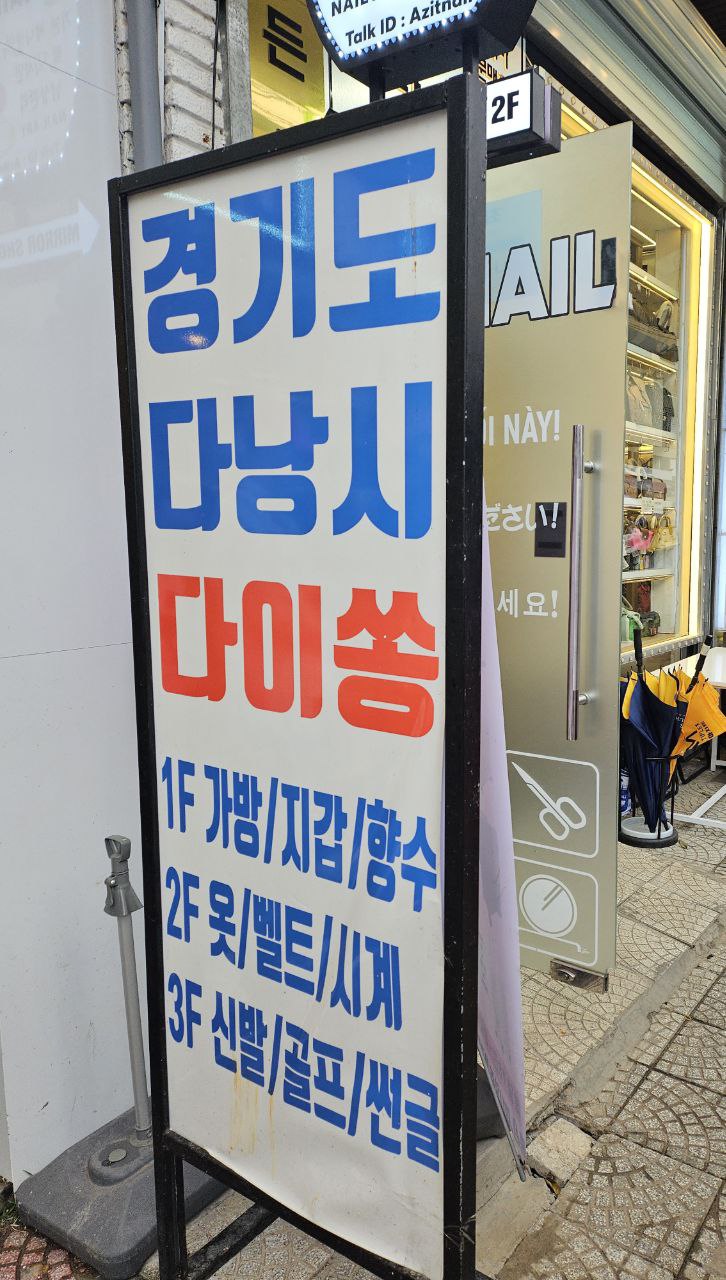 Talk ID : Azitnail
2F
든
경기도
다낭시
다이쏭
1F 가방/지갑/향수
2F 옷/벨트/시계
3F 신발/골프/썬글
NAIL
NÀY!
ださい!
세요!
MIRROR